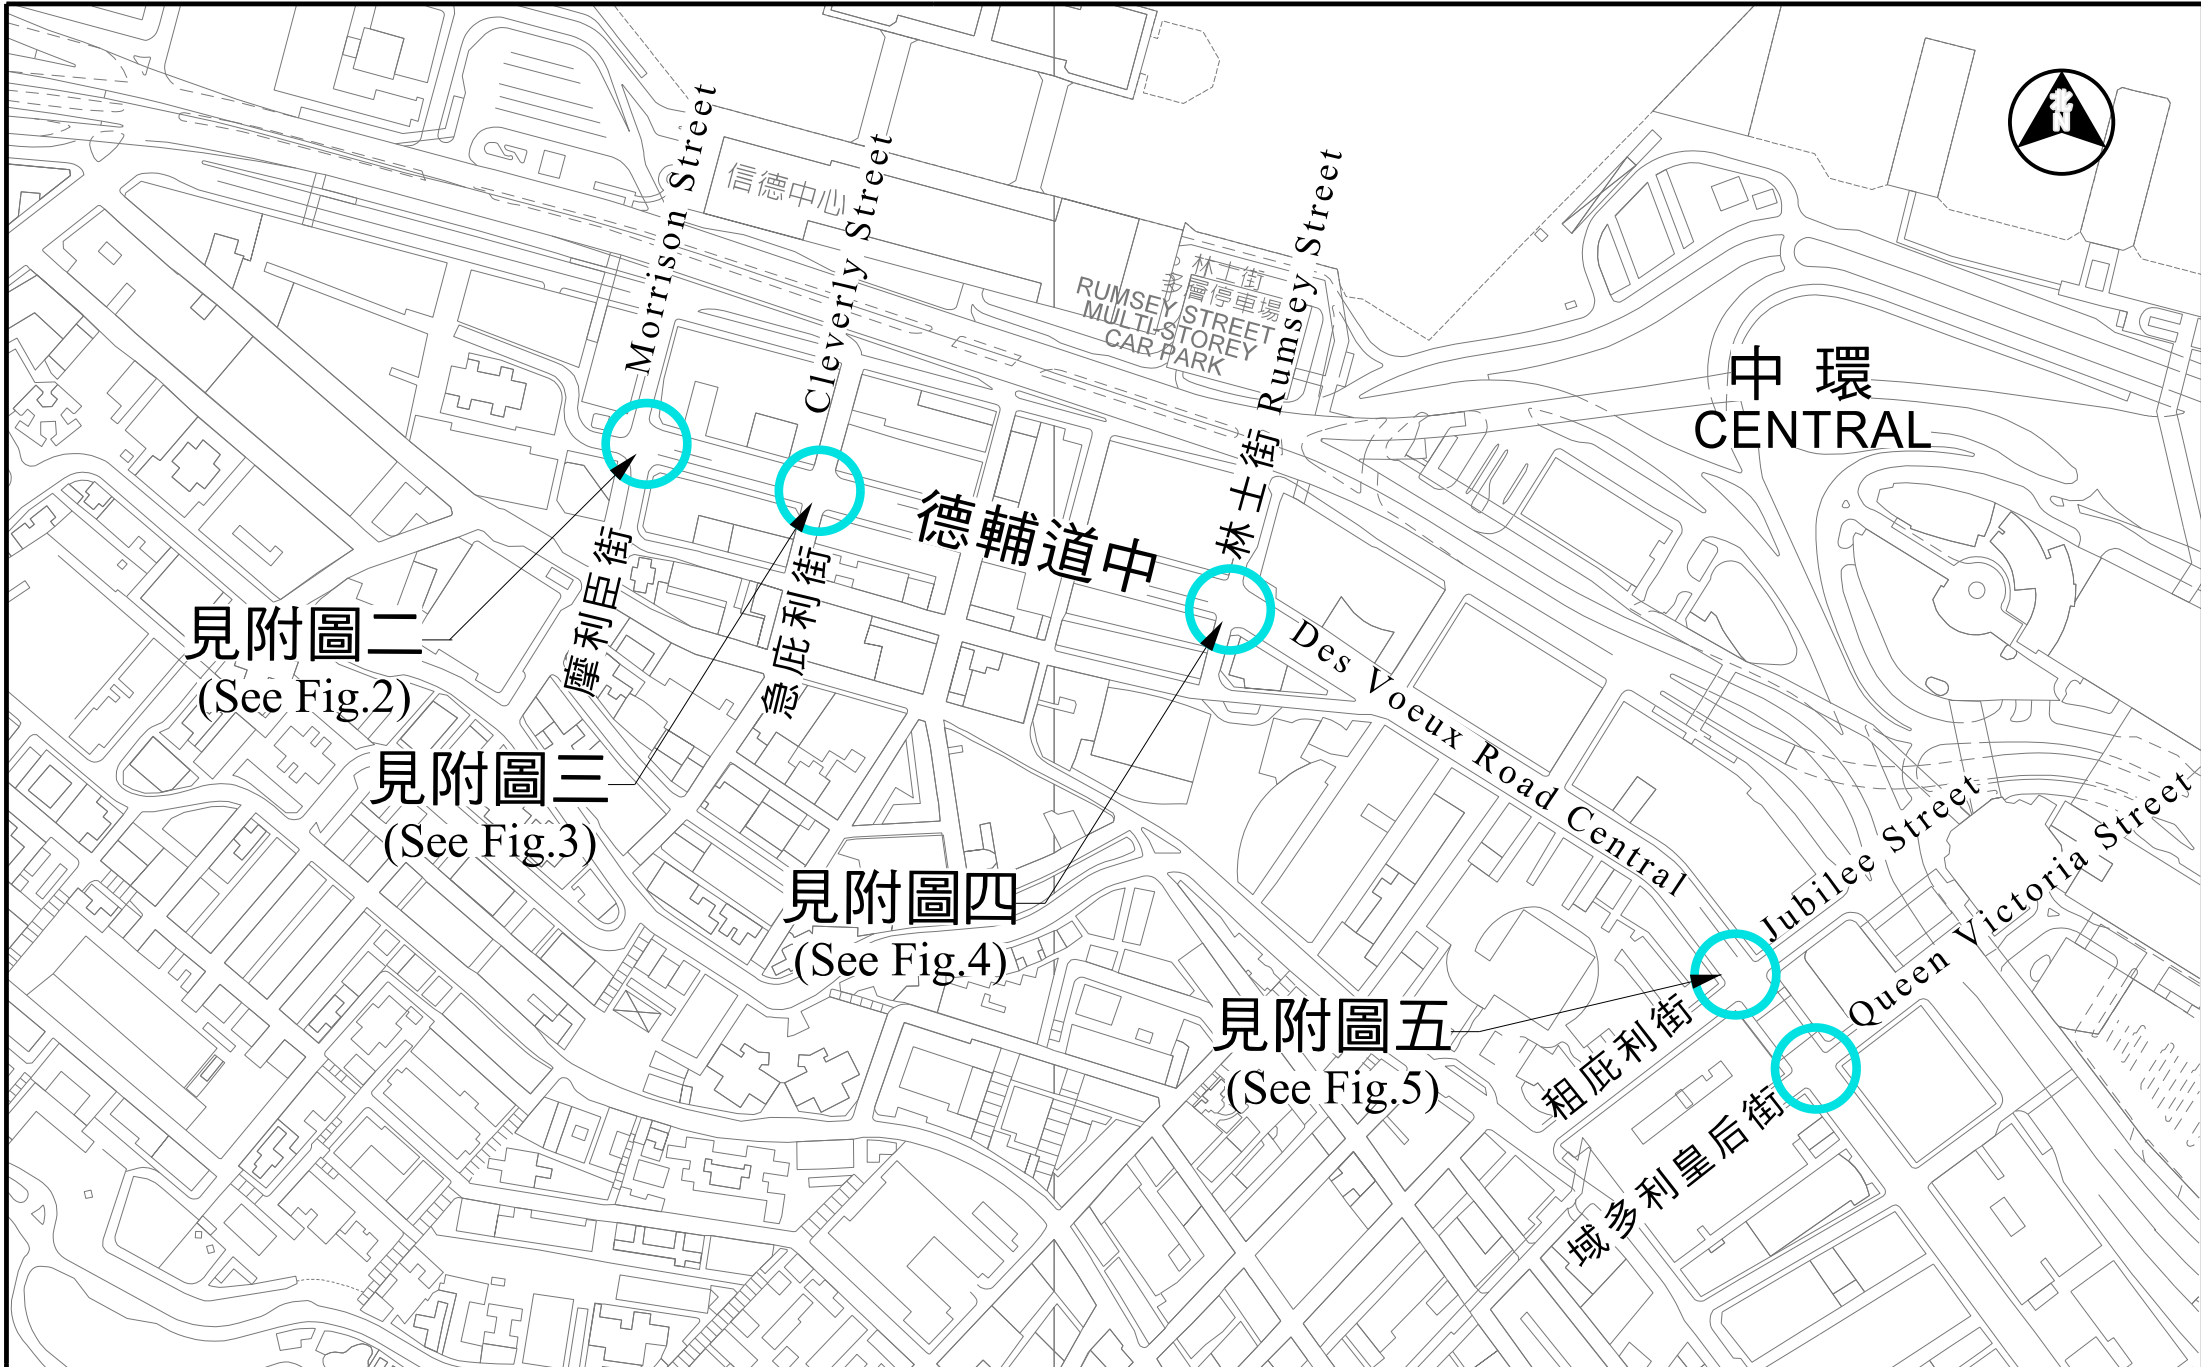 北
N
Morrison Street
Cleverly Street
信德中心
林士街
多層停車場
RUMSEY STREET
MULTI-STOREY
CAR PARK
林士街 Rumsey Street
中 環
CENTRAL
德輔道中
Des Voeux Road Central
摩利臣街
急庇利街
見附圖二
(See Fig.2)
見附圖三
(See Fig.3)
見附圖四
(See Fig.4)
見附圖五
(See Fig.5)
Jubilee Street
Queen Victoria Street
租庇利街
域多利皇后街